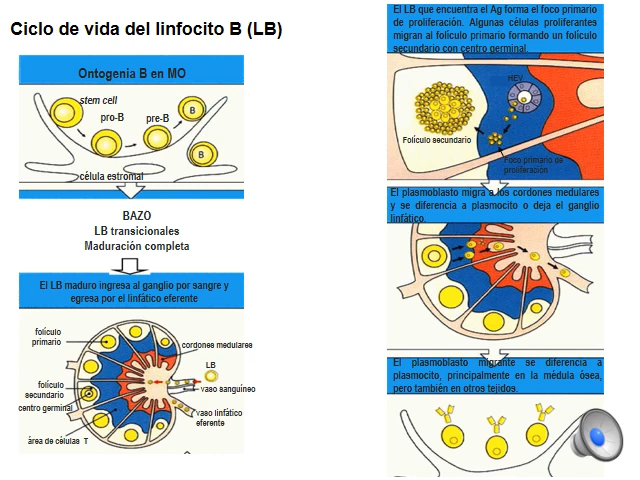 Ciclo de vida del linfocito B (LB)
Ontogenia B en MO
stem cell
pro-B
pre-B
B
B
célula estromal
BAZO
LB transicionales
Maduración completa
El LB maduro ingresa al ganglio por sangre y
egresa por el linfático eferente
folículo
primario
cordones medulares
LB
folículo
secundario
vaso sanguíneo
centro germinal
vaso linfático
eferente
área de células T
El LB que encuentra el Ag forma el foco primario
de proliferación. Algunas células proliferantes
migran al folículo primario formando un folículo
secundario con centro germinal.
HEV
Folículo secundario
Foco primario de
proliferación
El plasmoblasto migra a los cordones medulares
y se diferencia a plasmocito o deja el ganglio
linfático.
El plasmoblasto migrante se diferencia a
plasmocito, principalmente en la médula ósea,
pero también en otros tejidos.